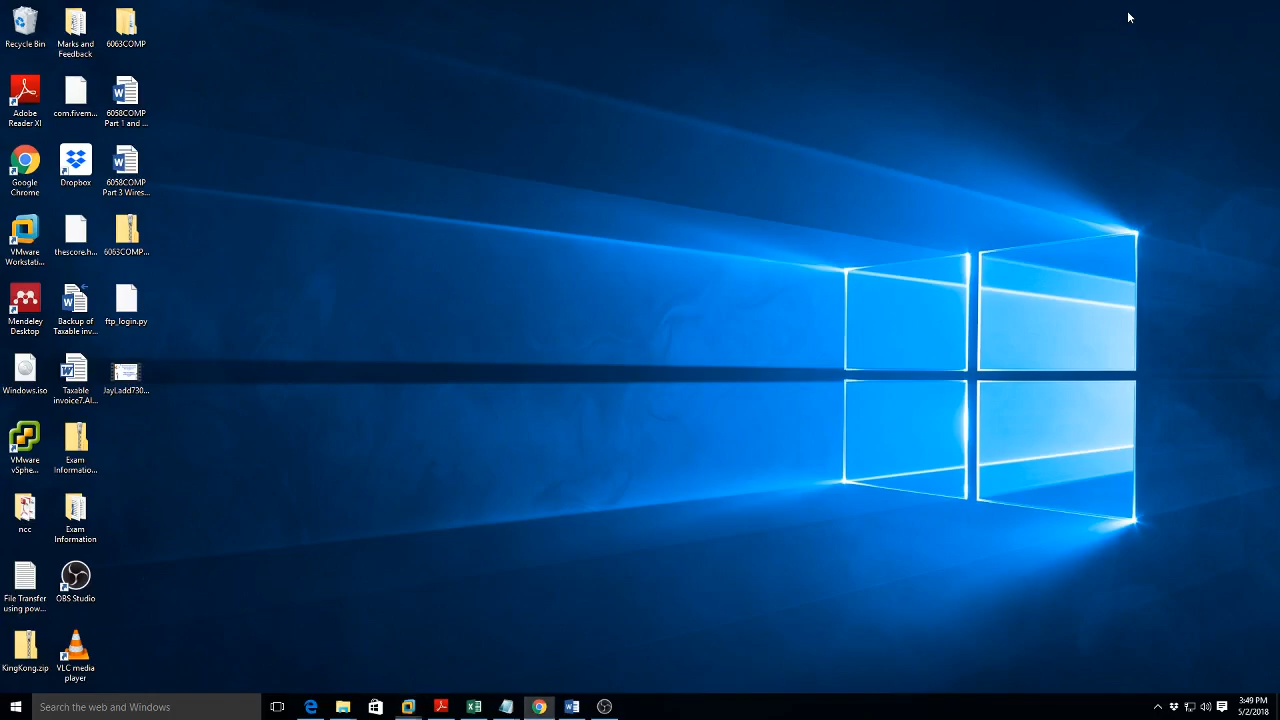 Recycle Bin
Marks and
Feedback
6063COMP
Adobe
Reader XI
com.fivem...
6058COMP
Part 1 and ...
Google
Chrome
Dropbox
6058COMP
Part 3 Wires...
VMware
Workstati...
thescore.h...
6063COMP...
Mendeley
Desktop
Backup of
Taxable inv...
ftp_login.py
Windows.iso
Taxable
invoice7.Al...
JayLadd730...
VMware
vSphe...
Exam
Informatio...
ncc
Exam
Information
File Transfer
using pow...
OBS Studio
KingKong.zip
VLC media
player
Search the web and Windows
3:49 PM
5/2/2018